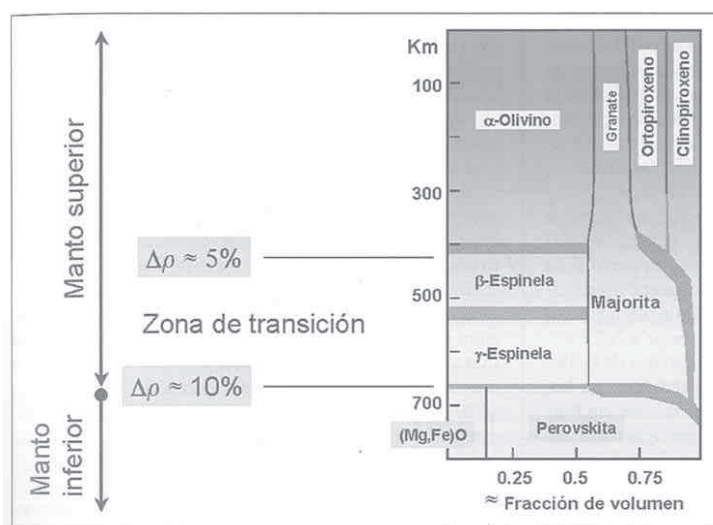 Manto superior
Manto inferior
Δρ ≈ 5%
Zona de transición
Δρ ≈ 10%
Km
100
300
500
700
α-Olivino
Granate
Ortopiroxeno
Clinopiroxeno
β-Espinela
Majorita
γ-Espinela
(Mg,Fe)O
Perovskita
0.25 0.5 0.75
≈ Fracción de volumen